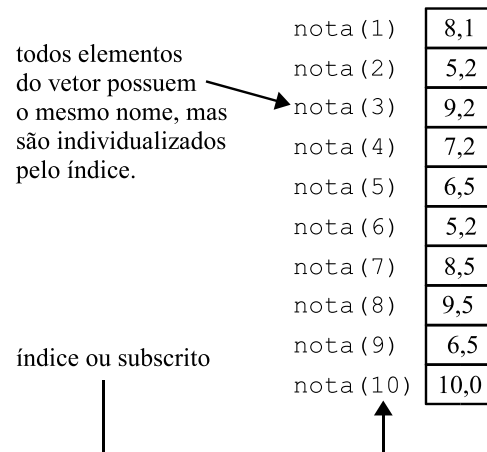 nota(1) 8,1
todos elementos
nota(2) 5,2
do vetor possuem
o mesmo nome, mas nota(3) 9,2
são individualizados nota(4) 7,2
pelo índice.
nota(5) 6,5
nota(6) 5,2
nota(7) 8,5
nota(8) 9,5
índice ou subscrito nota(9) 6,5
nota(10) 10,0